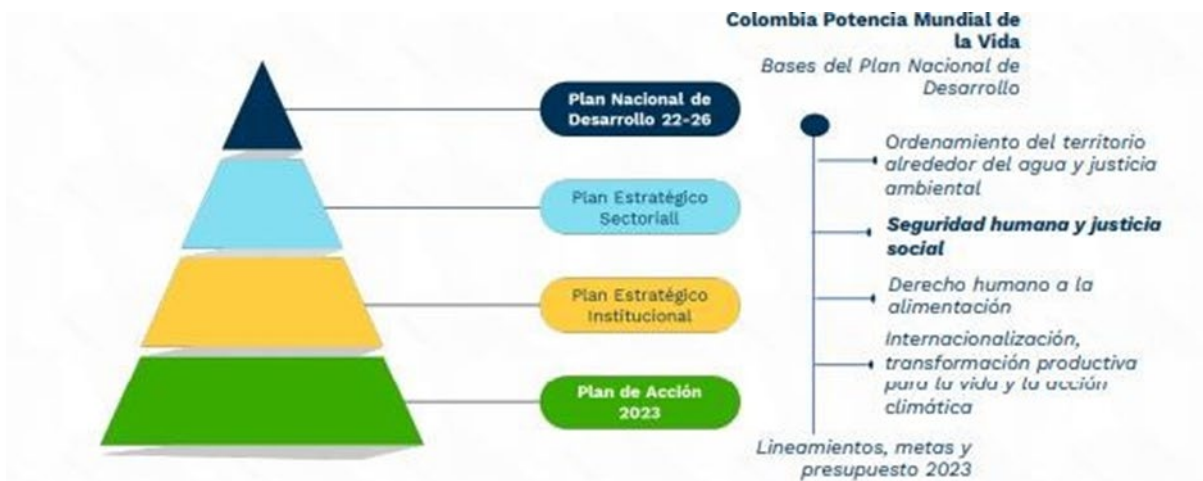 Colombia Potencia Mundial de
la Vida
Bases del Plan Nacional de
Desarrollo
Plan Nacional de
Desarrollo 22-26
Plan Estratégico
Sectoriall
Plan Estratégico
Institucional
Plan de Acción
2023
Ordenamiento del territorio
alrededor del agua y justicia
ambiental
Seguridad humana y justicia
social
Derecho humano a la
alimentación
Internacionalización,
transformación productiva
para la vida y la acción
climática
Lineamientos, metas y
presupuesto 2023